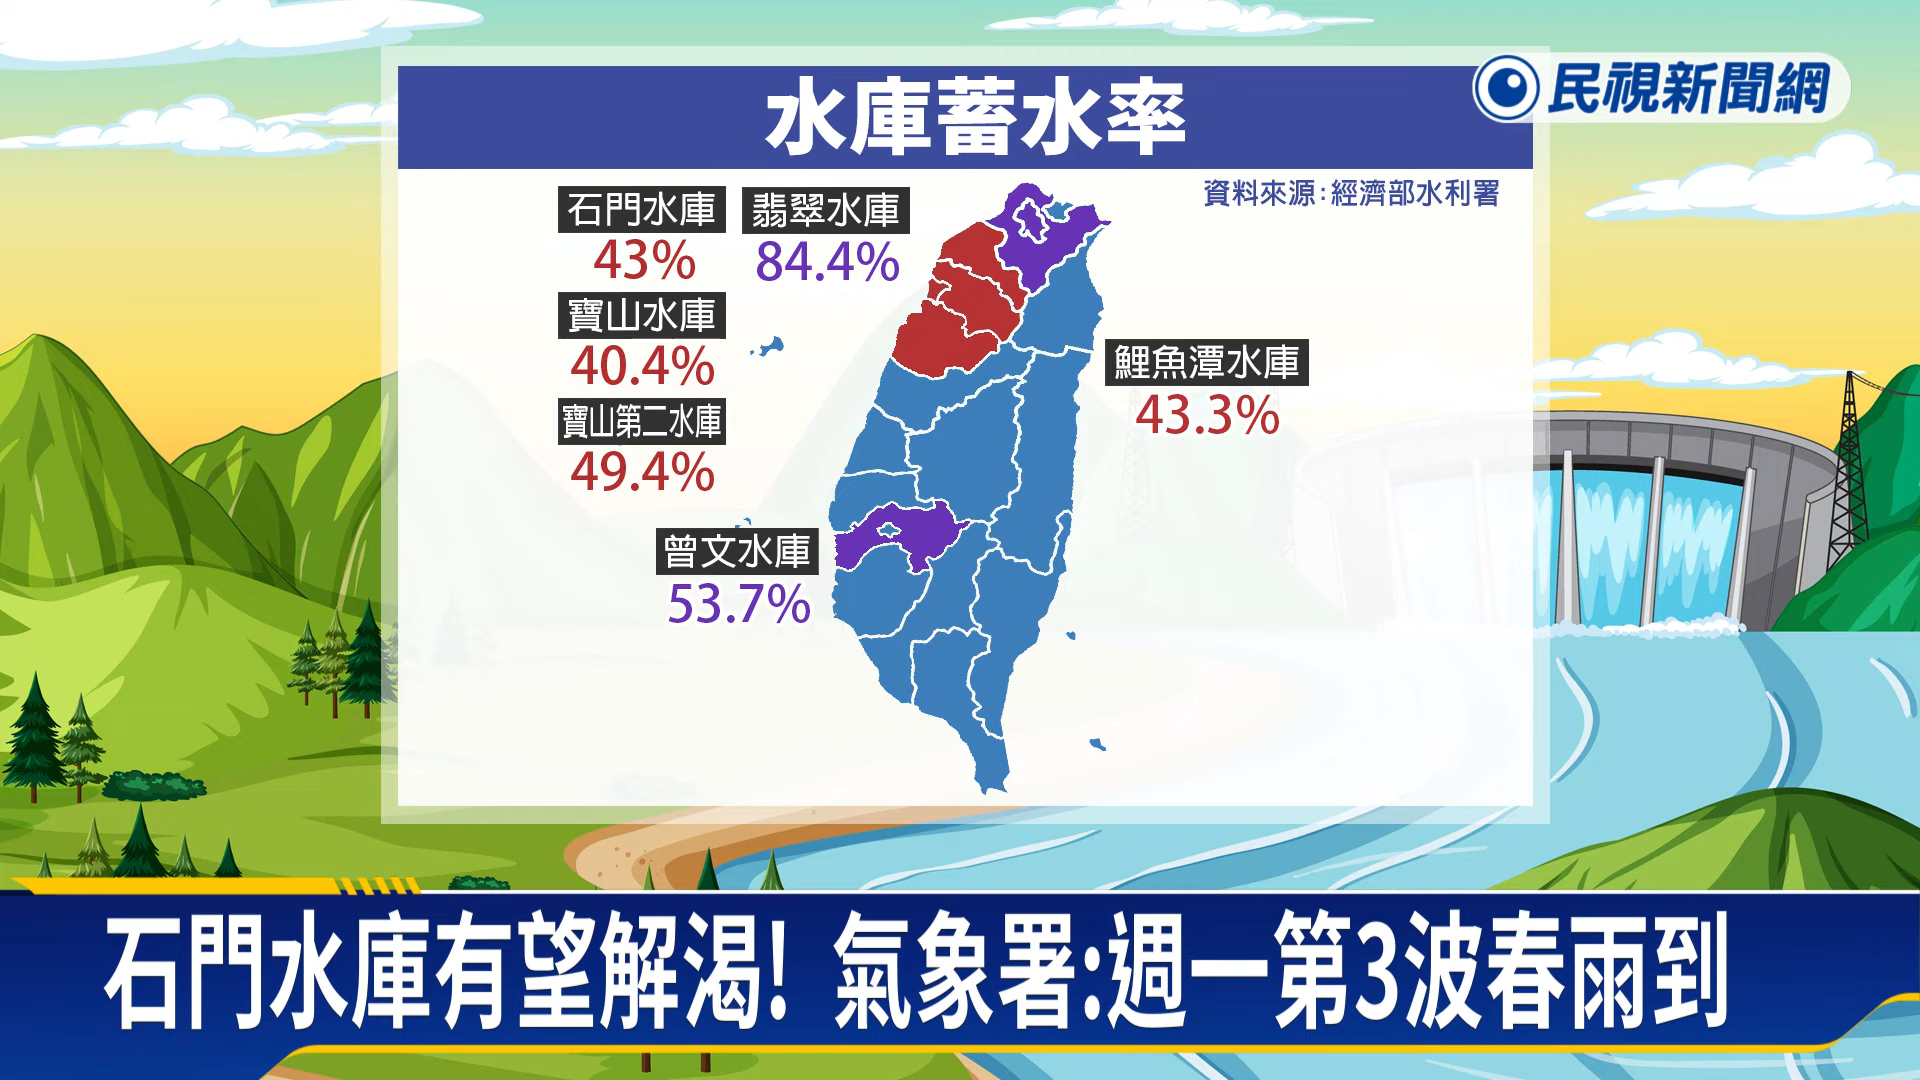 水庫蓄水率
民視新聞網
資料來源:經濟部水利署
石門水庫
43%
翡翠水庫
84.4%
寶山水庫
40.4%
寶山第二水庫
49.4%
鯉魚潭水庫
43.3%
曾文水庫
53.7%
石門水庫有望解渴! 氣象署:週一第3波春雨到